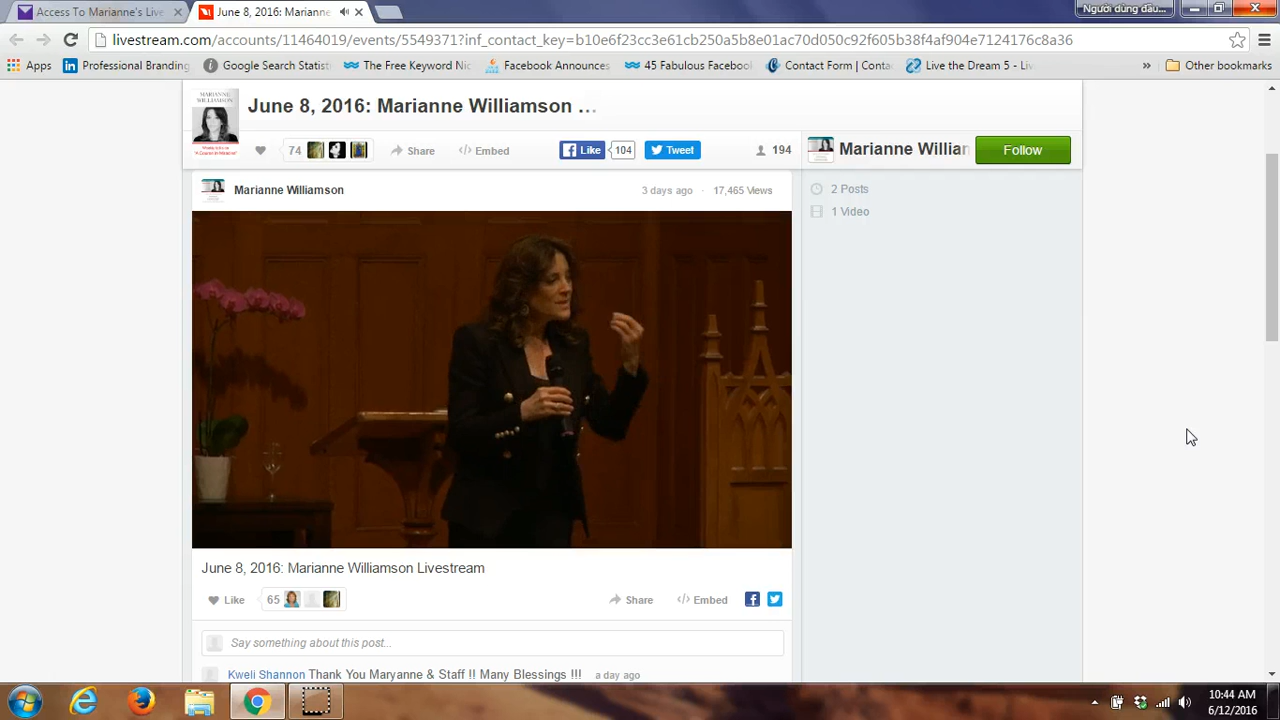 Access To Marianne's Live
June 8, 2016: Marianne
Người dùng đầu...
livestream.com/accounts/11464019/events/5549371?inf_contact_key=b10e6f23cc3e61cb250a5b8e01ac70d050c92f605b38f4af904e7124176c8a36
Apps
Professional Branding
Google Search Statist
The Free Keyword Nic
Facebook Announces
45 Fabulous Facebook
Contact Form | Conta
Live the Dream 5 - Liv
»
Other bookmarks
MARIANNE
WILLIAMSON
June 8, 2016: Marianne Williamson ...
74
Share
Embed
Like
104
Tweet
194
Marianne Willian
Follow
Marianne Williamson
3 days ago · 17,465 Views
2 Posts
1 Video
June 8, 2016: Marianne Williamson Livestream
Like
65
Share
Embed
Say something about this post...
Kweli Shannon Thank You Maryanne & Staff !! Many Blessings !!! a day ago
10:44 AM
6/12/2016